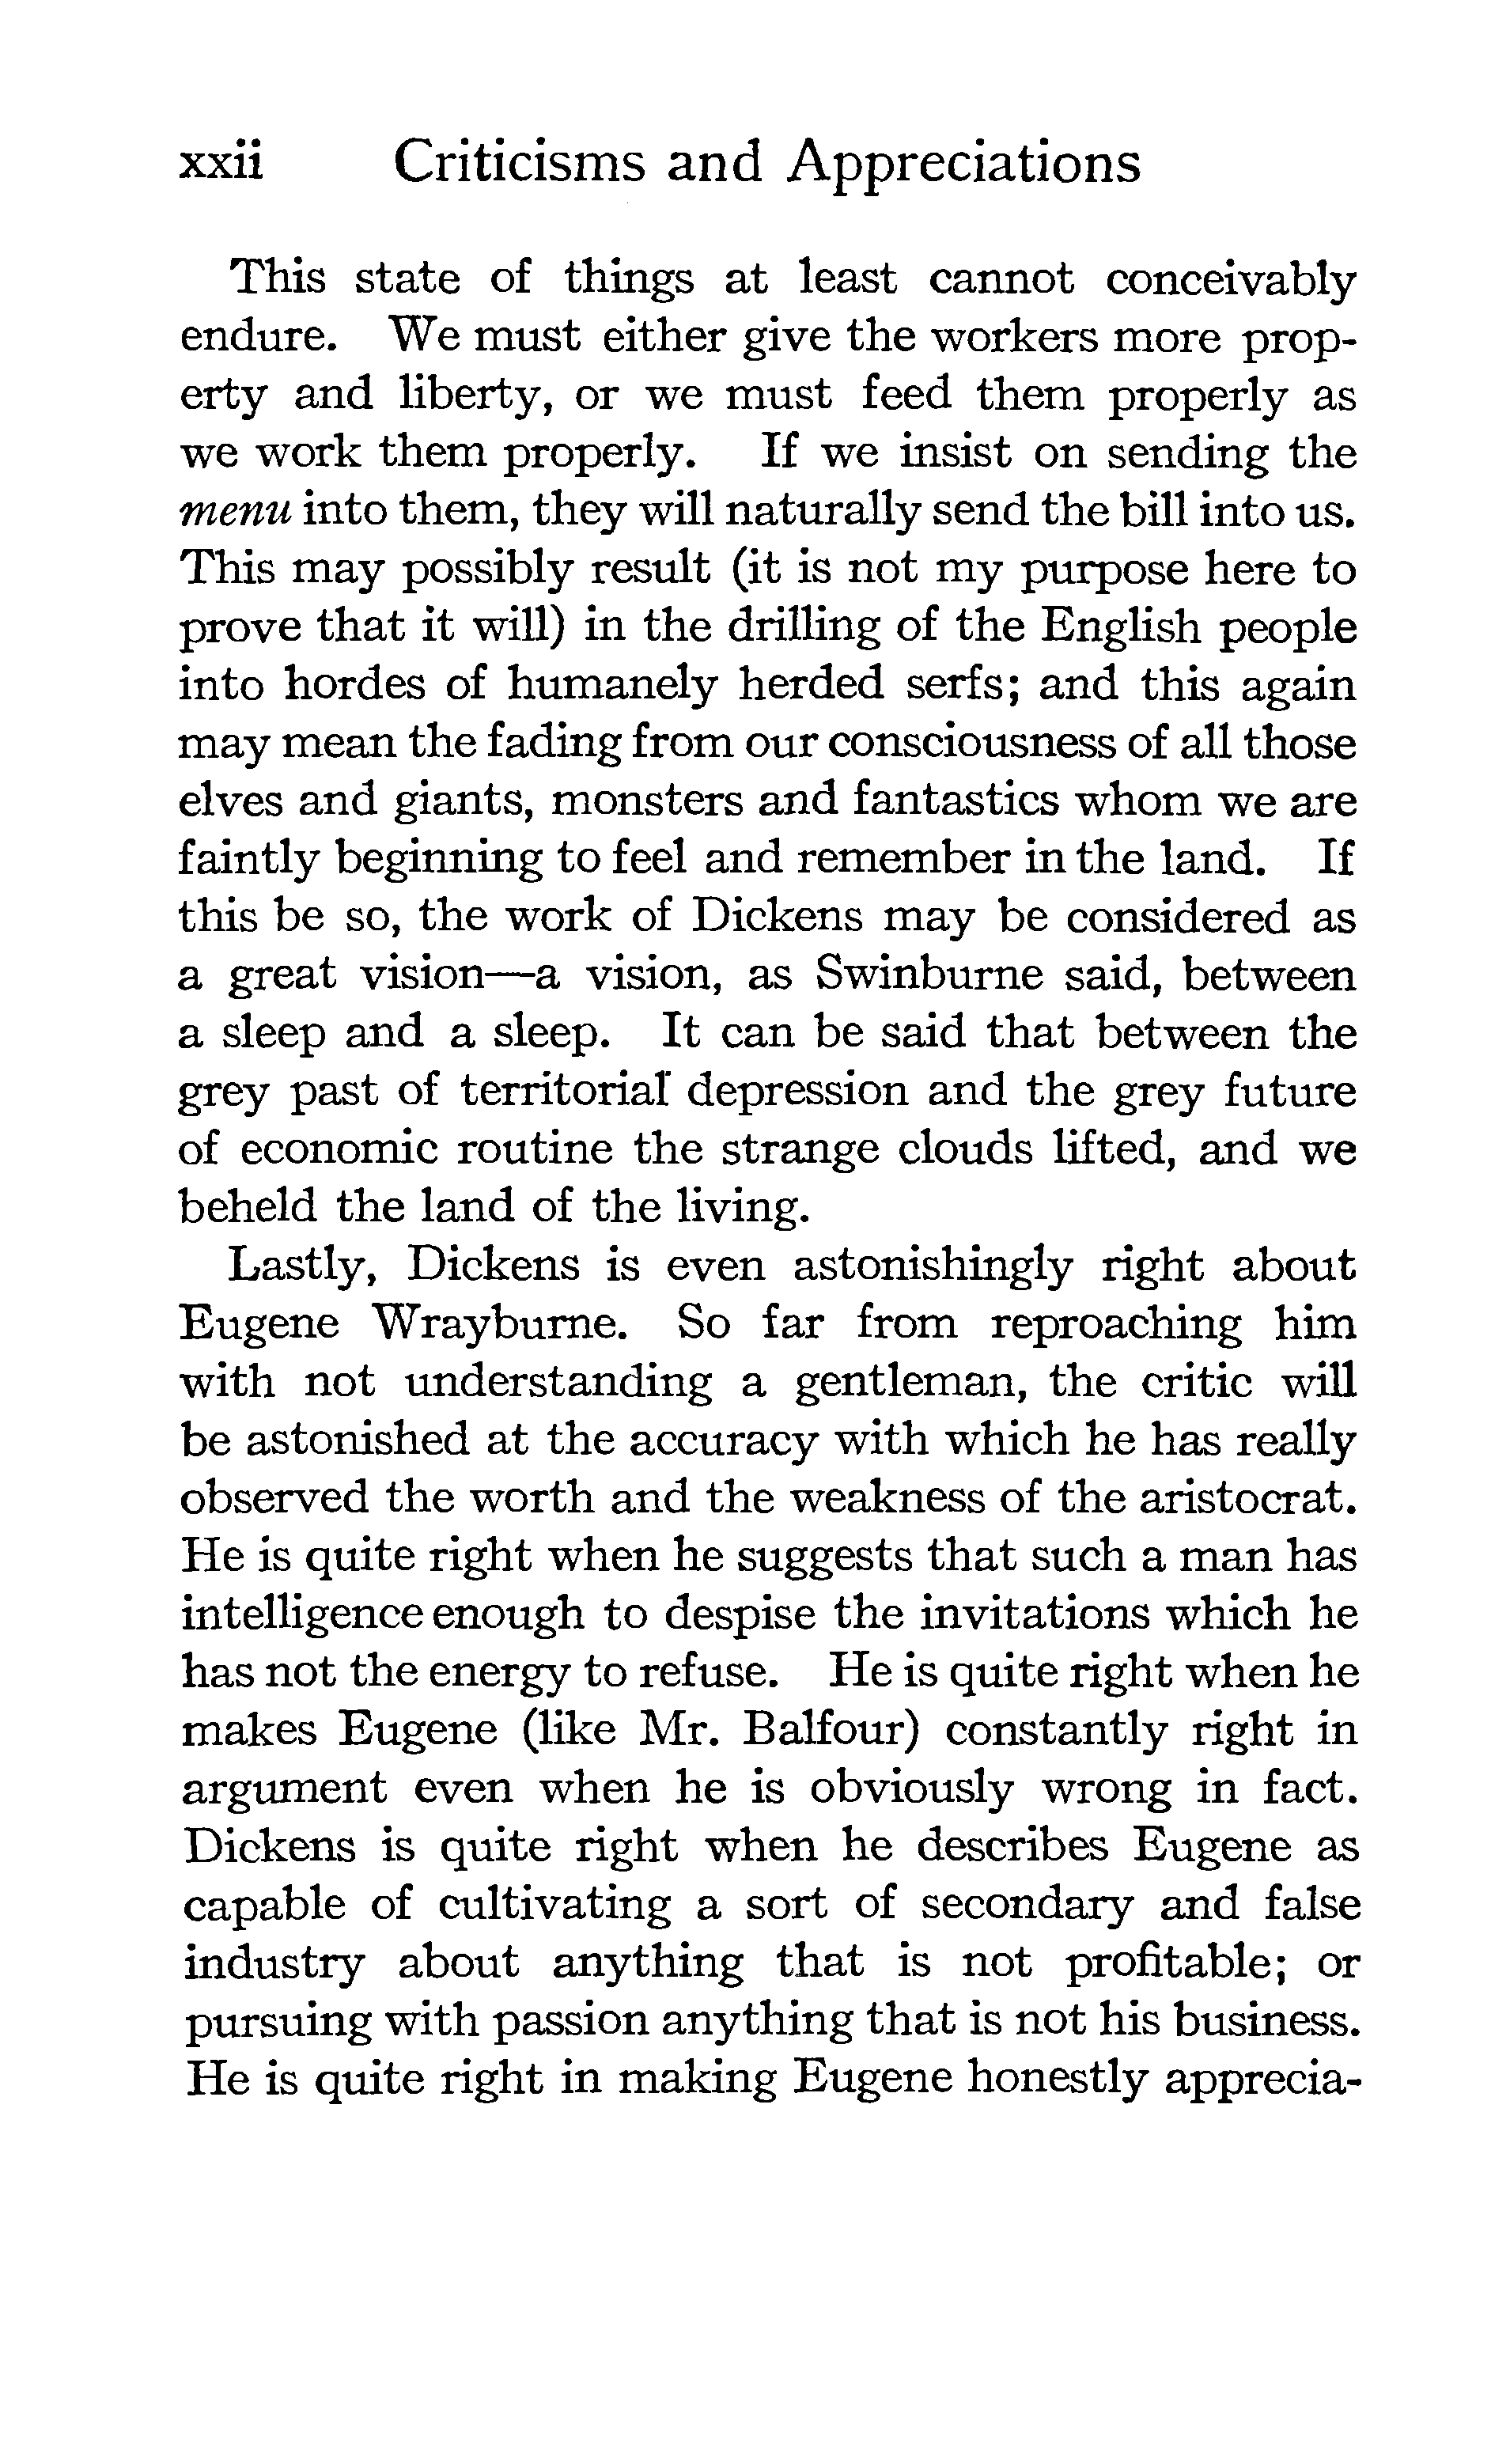 xxii Criticisms and Appreciations
This state of things at least cannot conceivably
endure. We must either give the workers more prop-
erty and liberty, or we must feed them properly as
we work them properly. If we insist on sending the
menu into them, they will naturally send the bill into us.
This may possibly result (it is not my purpose here to
prove that it will) in the drilling of the English people
into hordes of humanely herded serfs; and this again
may mean the fading from our consciousness of all those
elves and giants, monsters and fantastics whom we are
faintly beginning to feel and remember in the land. If
this be so, the work of Dickens may be considered as
a great vision—a vision, as Swinburne said, between
a sleep and a sleep. It can be said that between the
grey past of territorial depression and the grey future
of economic routine the strange clouds lifted, and we
beheld the land of the living.
Lastly, Dickens is even astonishingly right about
Eugene Wrayburne. So far from reproaching him
with not understanding a gentleman, the critic will
be astonished at the accuracy with which he has really
observed the worth and the weakness of the aristocrat.
He is quite right when he suggests that such a man has
intelligence enough to despise the invitations which he
has not the energy to refuse. He is quite right when he
makes Eugene (like Mr. Balfour) constantly right in
argument even when he is obviously wrong in fact.
Dickens is quite right when he describes Eugene as
capable of cultivating a sort of secondary and false
industry about anything that is not profitable; or
pursuing with passion anything that is not his business.
He is quite right in making Eugene honestly apprecia-